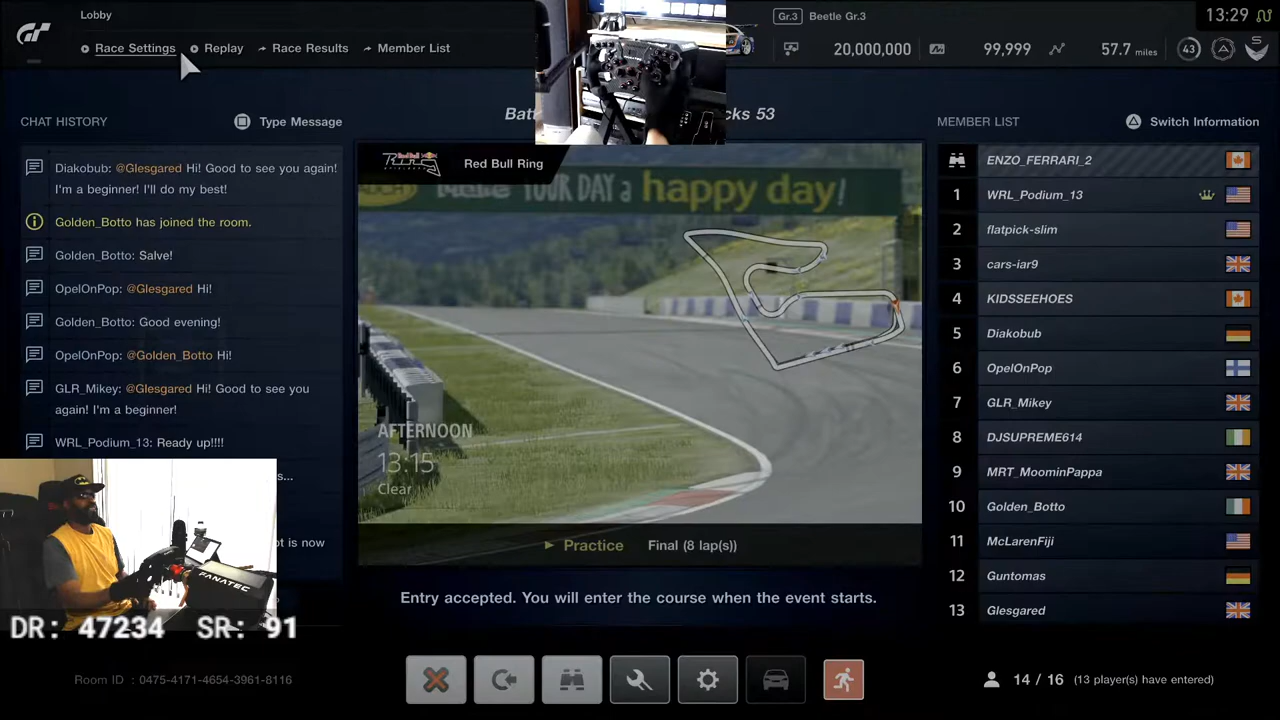 Lobby
Race Settings
Replay
Race Results
Member List
Gr.3
Beetle Gr.3
20,000,000
99,999
57.7 miles
43
A
S
13:29
CHAT HISTORY
Type Message
Diakobub: @Glesgared Hi! Good to see you again!
I'm a beginner! I'll do my best!
Golden_Botto has joined the room.
Golden_Botto: Salve!
OpelOnPop: @Glesgared Hi!
Golden_Botto: Good evening!
OpelOnPop: @Golden_Botto Hi!
GLR_Mikey: @Glesgared Hi! Good to see you
again! I'm a beginner!
WRL_Podium_13: Ready up!!!!
s...
t is now
FANATEC
DR: 47234 SR: 91
Room ID : 0475-4171-4654-3961-8116
cks 53
Red Bull Ring
YOUR DAY a happy day!
AFTERNOON
13:15
Clear
Practice
Final (8 lap(s))
Entry accepted. You will enter the course when the event starts.
MEMBER LIST
Switch Information
ENZO_FERRARI_2
1 WRL_Podium_13
2 flatpick-slim
3 cars-iar9
4 KIDSSEEHOES
5 Diakobub
6 OpelOnPop
7 GLR_Mikey
8 DJSUPREME614
9 MRT_MoominPappa
10 Golden_Botto
11 McLarenFiji
12 Guntomas
13 Glesgared
14 / 16 (13 player(s) have entered)